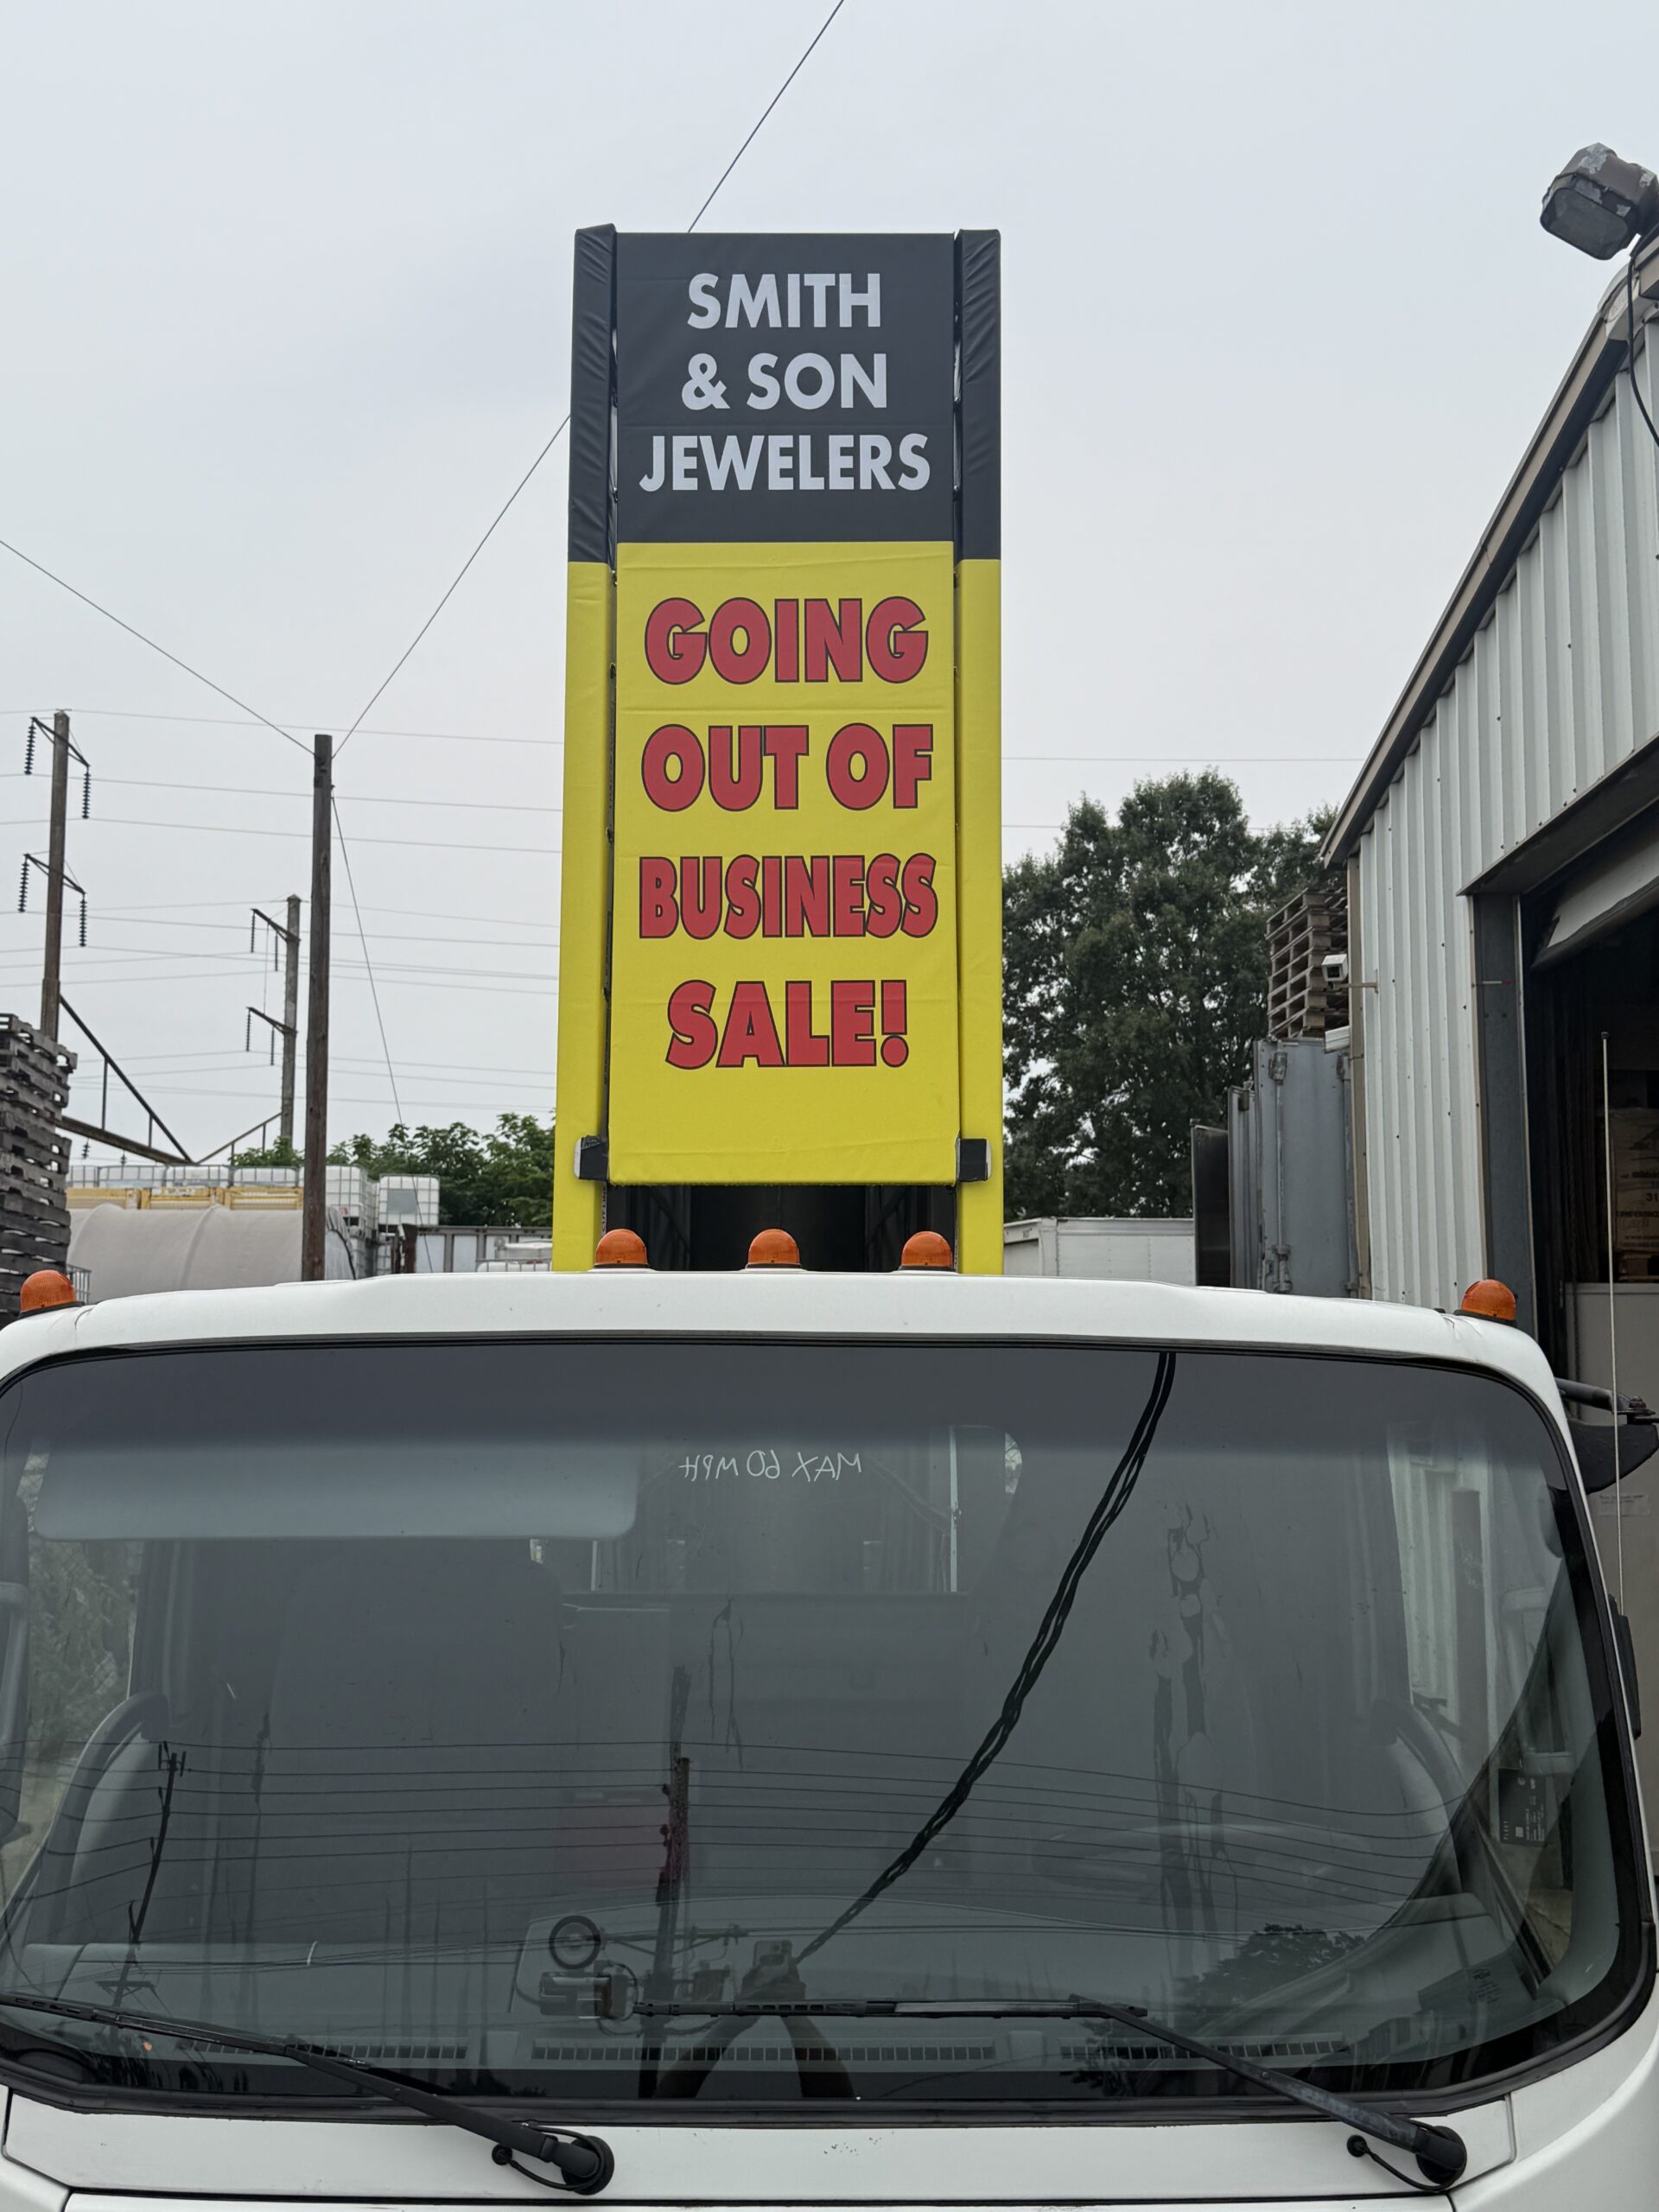 SMITH
& SON
JEWELERS
GOING
OUT OF
BUSINESS
SALE!
MAX 60 MPH